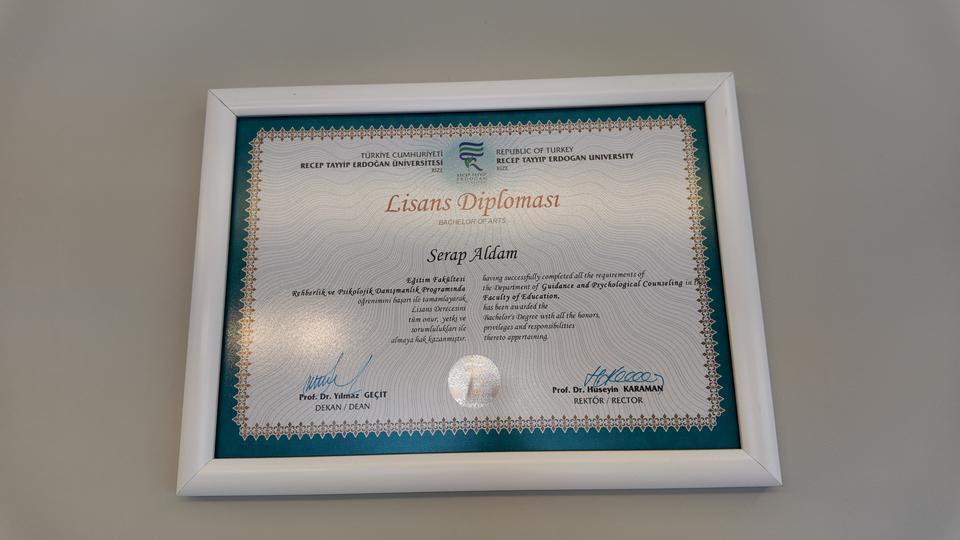 TÜRKİYE CUMHURİYETİ
RECEP TAYYİP ERDOĞAN ÜNİVERSİTESİ
RİZE
RECEP TAYYİP
ERDOĞAN
REPUBLIC OF TURKEY
RECEP TAYYIP ERDOGAN UNIVERSITY
RIZE
Lisans Diploması
BACHELOR OF ARTS
Serap Aldam
Eğitim Fakültesi
Rehberlik ve Psikolojik Danışmanlık Programında
öğrenimini başarı ile tamamlayarak
Lisans Derecesini
tüm onur, yetki ve
sorumlulukları ile
almaya hak kazanmıştır.
having successfully completed all the requirements of
the Department of Guidance and Psychological Counseling in the
Faculty of Education,
has been awarded the
Bachelor's Degree with all the honors,
privileges and responsibilities
thereto appertaining.
Prof. Dr. Yılmaz GEÇİT
DEKAN / DEAN
Prof. Dr. Hüseyin KARAMAN
REKTÖR / RECTOR